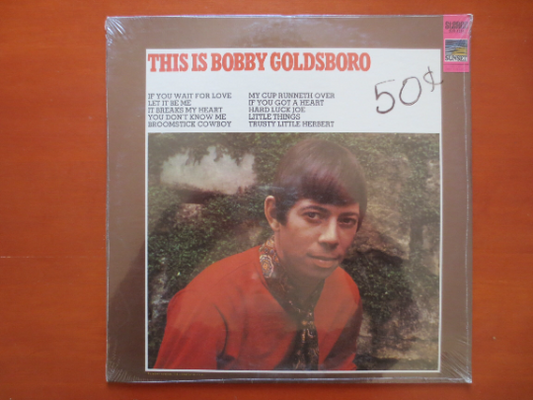 THIS IS BOBBY GOLDSBORO
IF YOU WAIT FOR LOVE
LET IT BE ME
IT BREAKS MY HEART
YOU DON'T KNOW ME
BROOMSTICK COWBOY
MY CUP RUNNETH OVER
IF YOU GOT A HEART
HARD LUCK JOE
LITTLE THINGS
TRUSTY LITTLE HERBERT
50¢
SUNSET